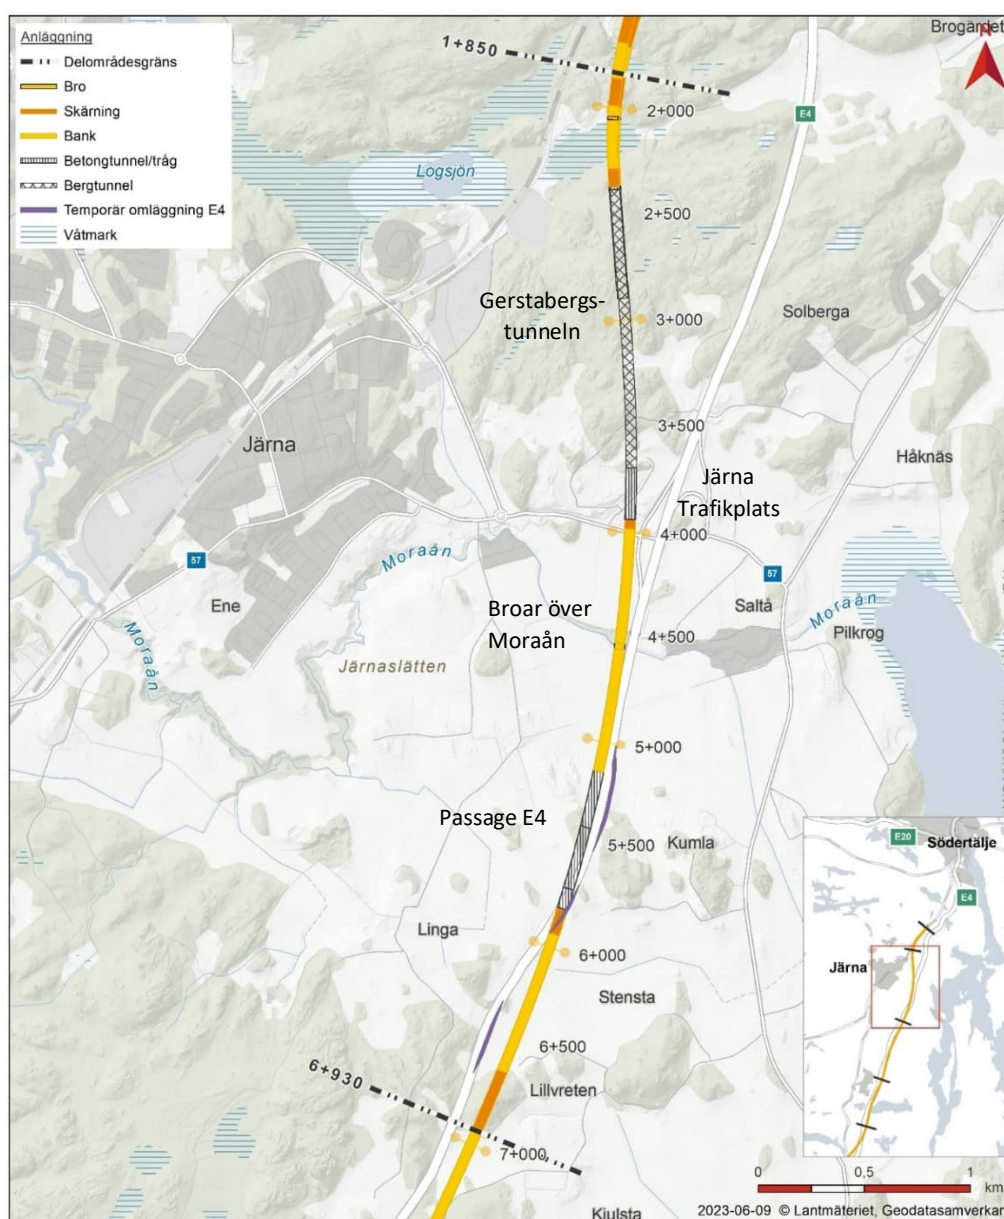 Anläggning
Delområdesgräns
Bro
Skärning
Bank
Betongtunnel/tråg
Bergtunnel
Temporär omläggning E4
Våtmark
1+850
Brogärdet
N
E4
2+000
Logsjön
2+500
Gerstabergs-
tunneln
3+000
Solberga
3+500
Järna
Håknäs
Järna
Trafikplats
4+000
57
Moraån
57
Ene
Saltå
Moraån
Broar över
Moraån
Pilkrog
4+500
Moraån
Järnaslätten
5+000
Passage E4
5+500
Kumla
E20
Södertälje
E4
Linga
6+000
Järna
Stensta
6+500
6+930
Lillvreten
7+000
0
0,5
1
km
Kjulsta
2023-06-09 © Lantmäteriet, Geodatasamverkan